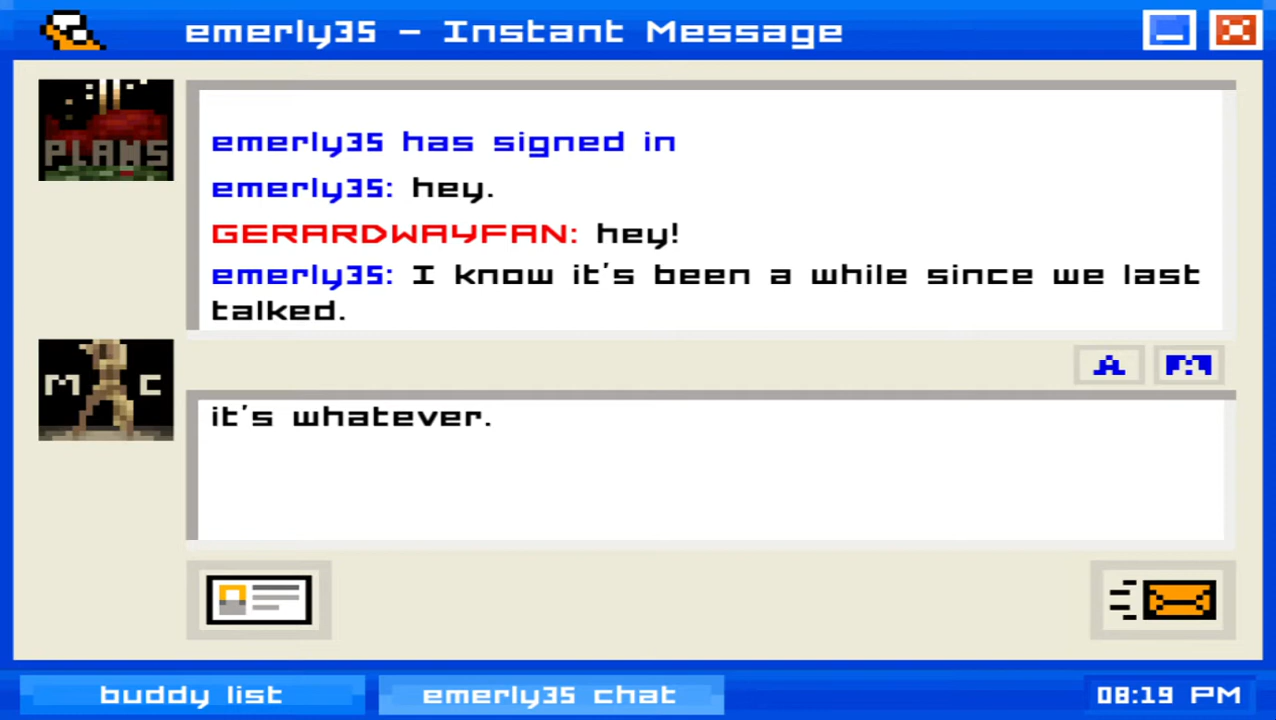 emerly35 - Instant Message
PLANS
emerly35 has signed in
emerly35: hey.
GERARDWAYFAN: hey!
emerly35: I know it's been a while since we last
talked.
M C
A
it's whatever.
buddy list
emerly35 chat
08:19 PM